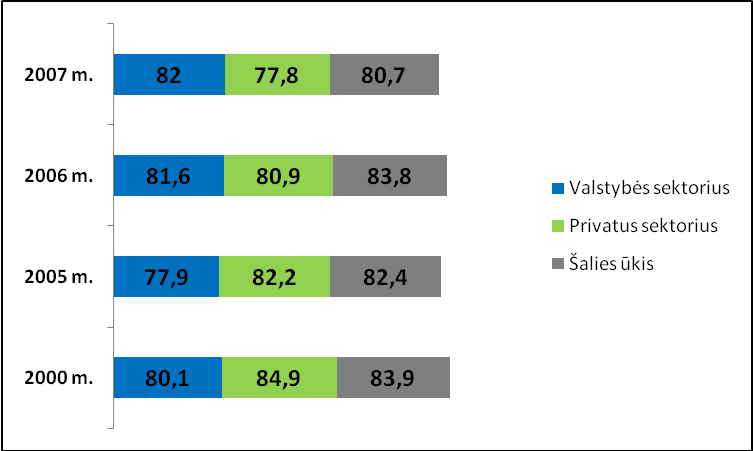 2007 m.
82
77,8
80,7
2006 m.
81,6
80,9
83,8
Valstybės sektorius
Privatus sektorius
Šalies ūkis
2005 m.
77,9
82,2
82,4
2000 m.
80,1
84,9
83,9